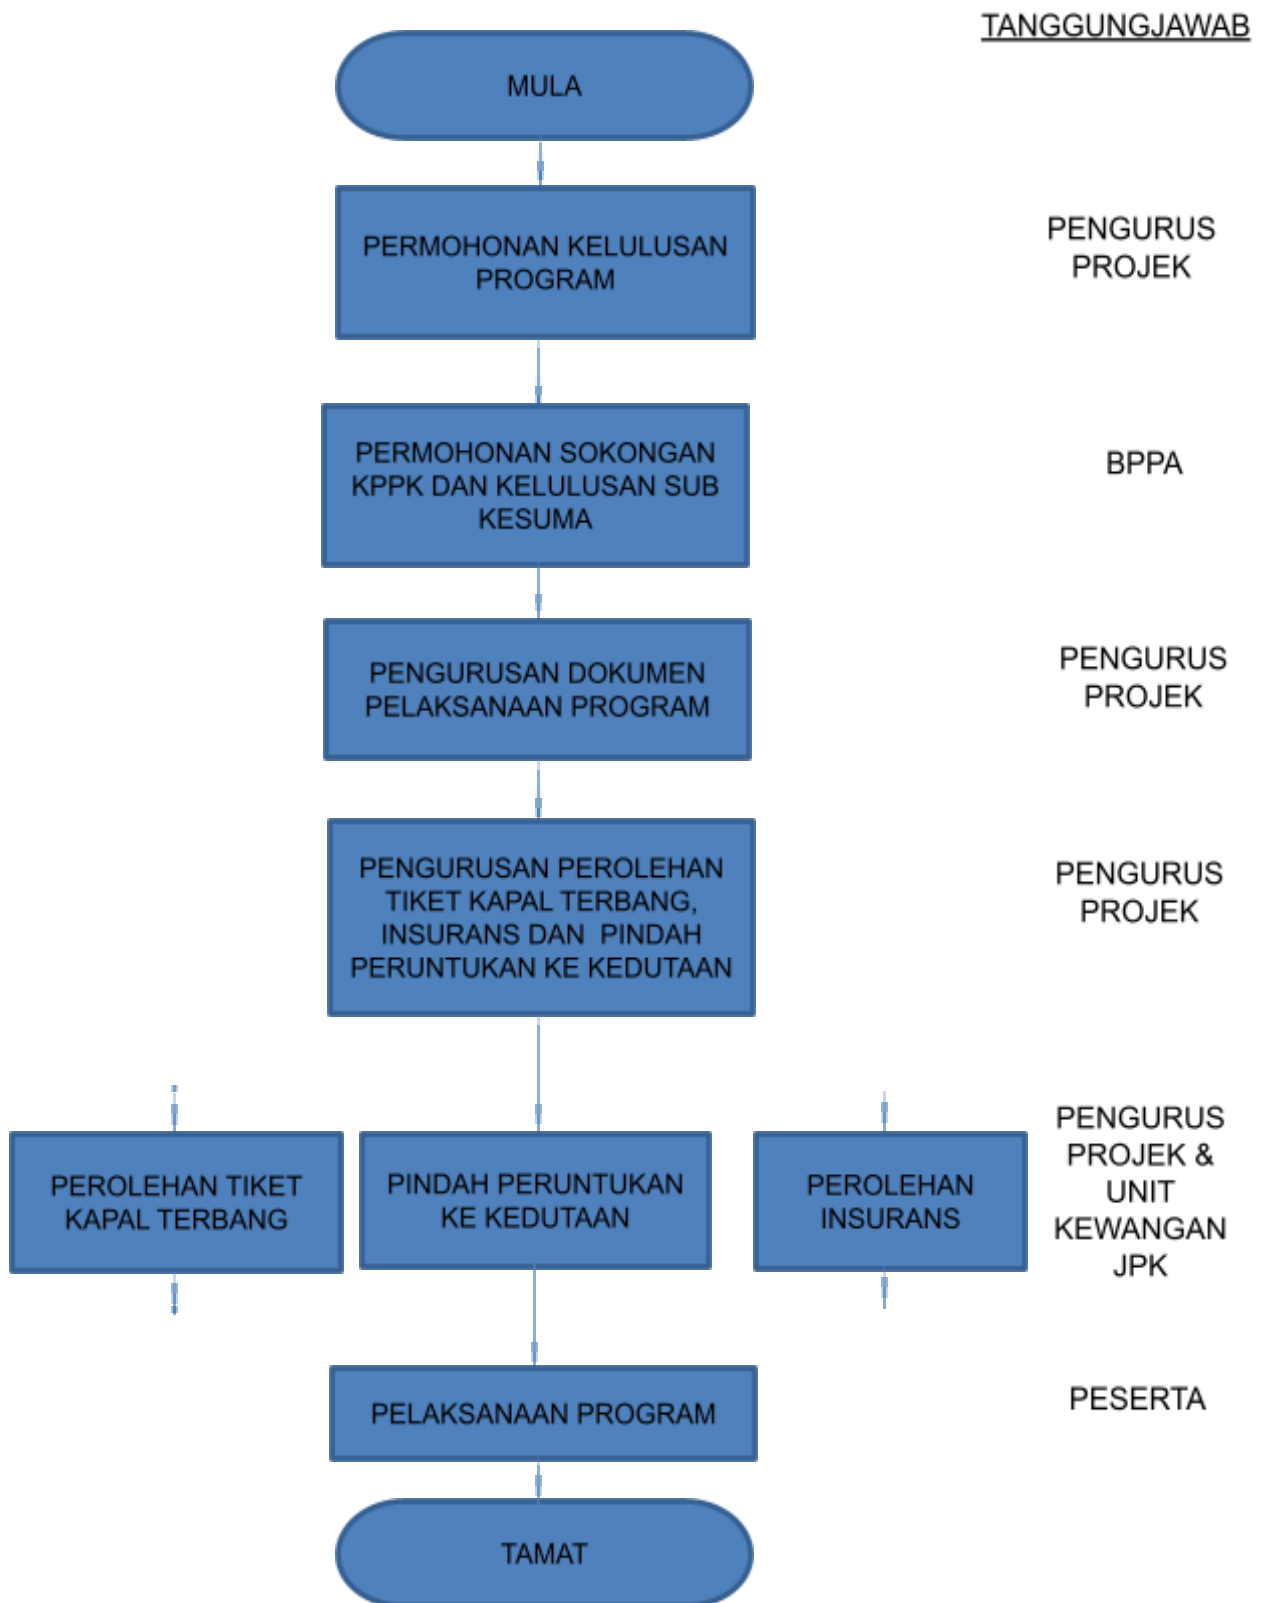 TANGGUNGJAWAB
MULA
PERMOHONAN KELULUSAN
PROGRAM
PENGURUS
PROJEK
PERMOHONAN SOKONGAN
KPPK DAN KELULUSAN SUB
KESUMA
BPPA
PENGURUSAN DOKUMEN
PELAKSANAAN PROGRAM
PENGURUS
PROJEK
PENGURUSAN PEROLEHAN
TIKET KAPAL TERBANG,
INSURANS DAN PINDAH
PERUNTUKAN KE KEDUTAAN
PENGURUS
PROJEK
PEROLEHAN TIKET
KAPAL TERBANG
PINDAH PERUNTUKAN
KE KEDUTAAN
PEROLEHAN
INSURANS
PENGURUS
PROJEK &
UNIT
KEWANGAN
JPK
PELAKSANAAN PROGRAM
PESERTA
TAMAT